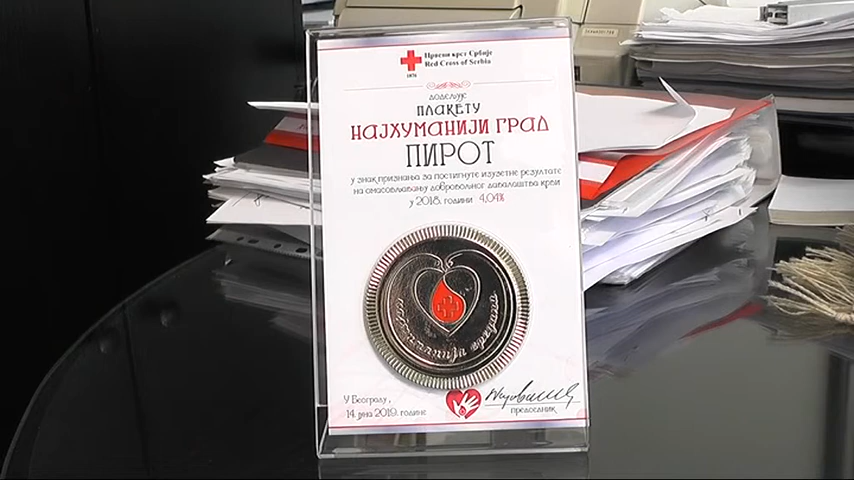 Црвени крст Србије
Red Cross of Serbia
1876
додељује
ПЛАКЕТУ
НАЈХУМАНИЈИ ГРАД
ПИРОТ
у знак признања за постигнуте изузетне резултате
на омасовљавању добровољног давалаштва крви
у 2018. години 4,04%
У Београду,
14. јуна 2019. године
председник